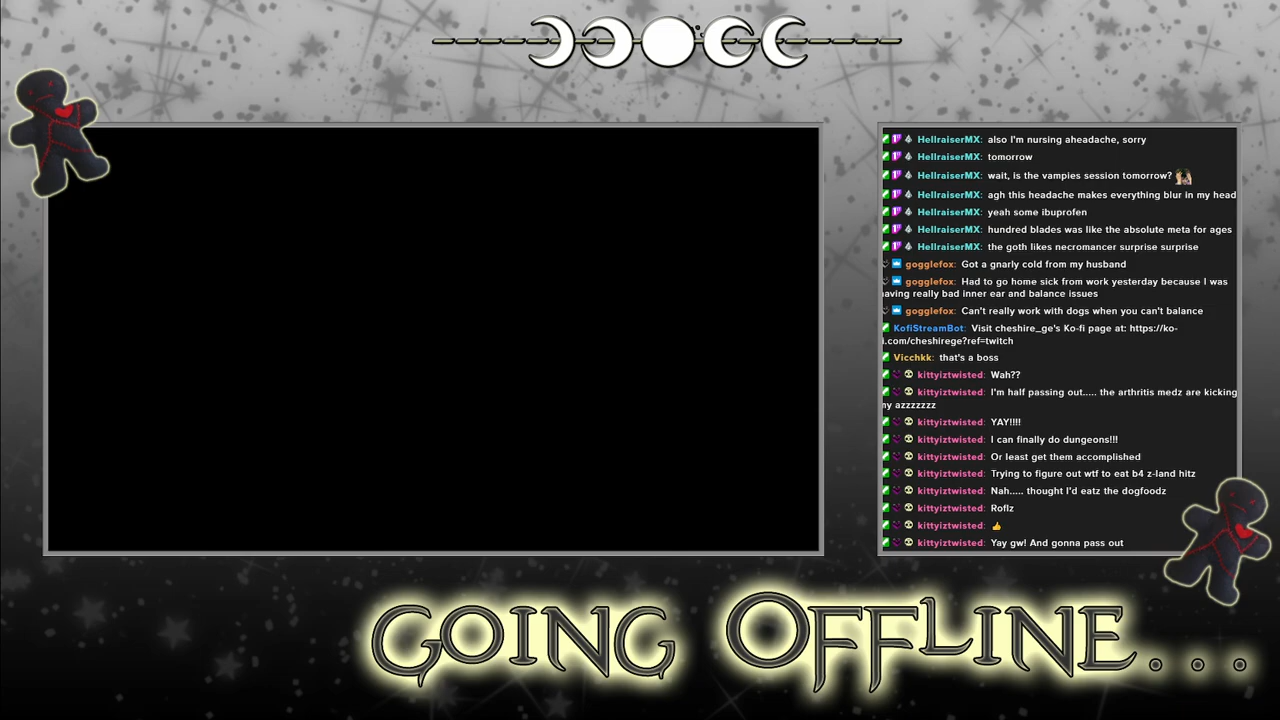 HellraiserMX: also I'm nursing aheadache, sorry
HellraiserMX: tomorrow
HellraiserMX: wait, is the vampies session tomorrow?
HellraiserMX: agh this headache makes everything blur in my head
HellraiserMX: yeah some ibuprofen
HellraiserMX: hundred blades was like the absolute meta for ages
HellraiserMX: the goth likes necromancer surprise surprise
gogglefox: Got a gnarly cold from my husband
gogglefox: Had to go home sick from work yesterday because I was
aving really bad inner ear and balance issues
gogglefox: Can't really work with dogs when you can't balance
KofiStreamBot: Visit cheshire_ge's Ko-fi page at: https://ko-
i.com/cheshirege?ref=twitch
Vicchkk: that's a boss
kittyiztwisted: Wah??
kittyiztwisted: I'm half passing out..... the arthritis medz are kicking
ny azzzzzzz
kittyiztwisted: YAY!!!!
kittyiztwisted: I can finally do dungeons!!!
kittyiztwisted: Or least get them accomplished
kittyiztwisted: Trying to figure out wtf to eat b4 z-land hitz
kittyiztwisted: Nah..... thought I'd eatz the dogfoodz
kittyiztwisted: Roflz
kittyiztwisted: 👍
kittyiztwisted: Yay gw! And gonna pass out
GOING OFFLINE...